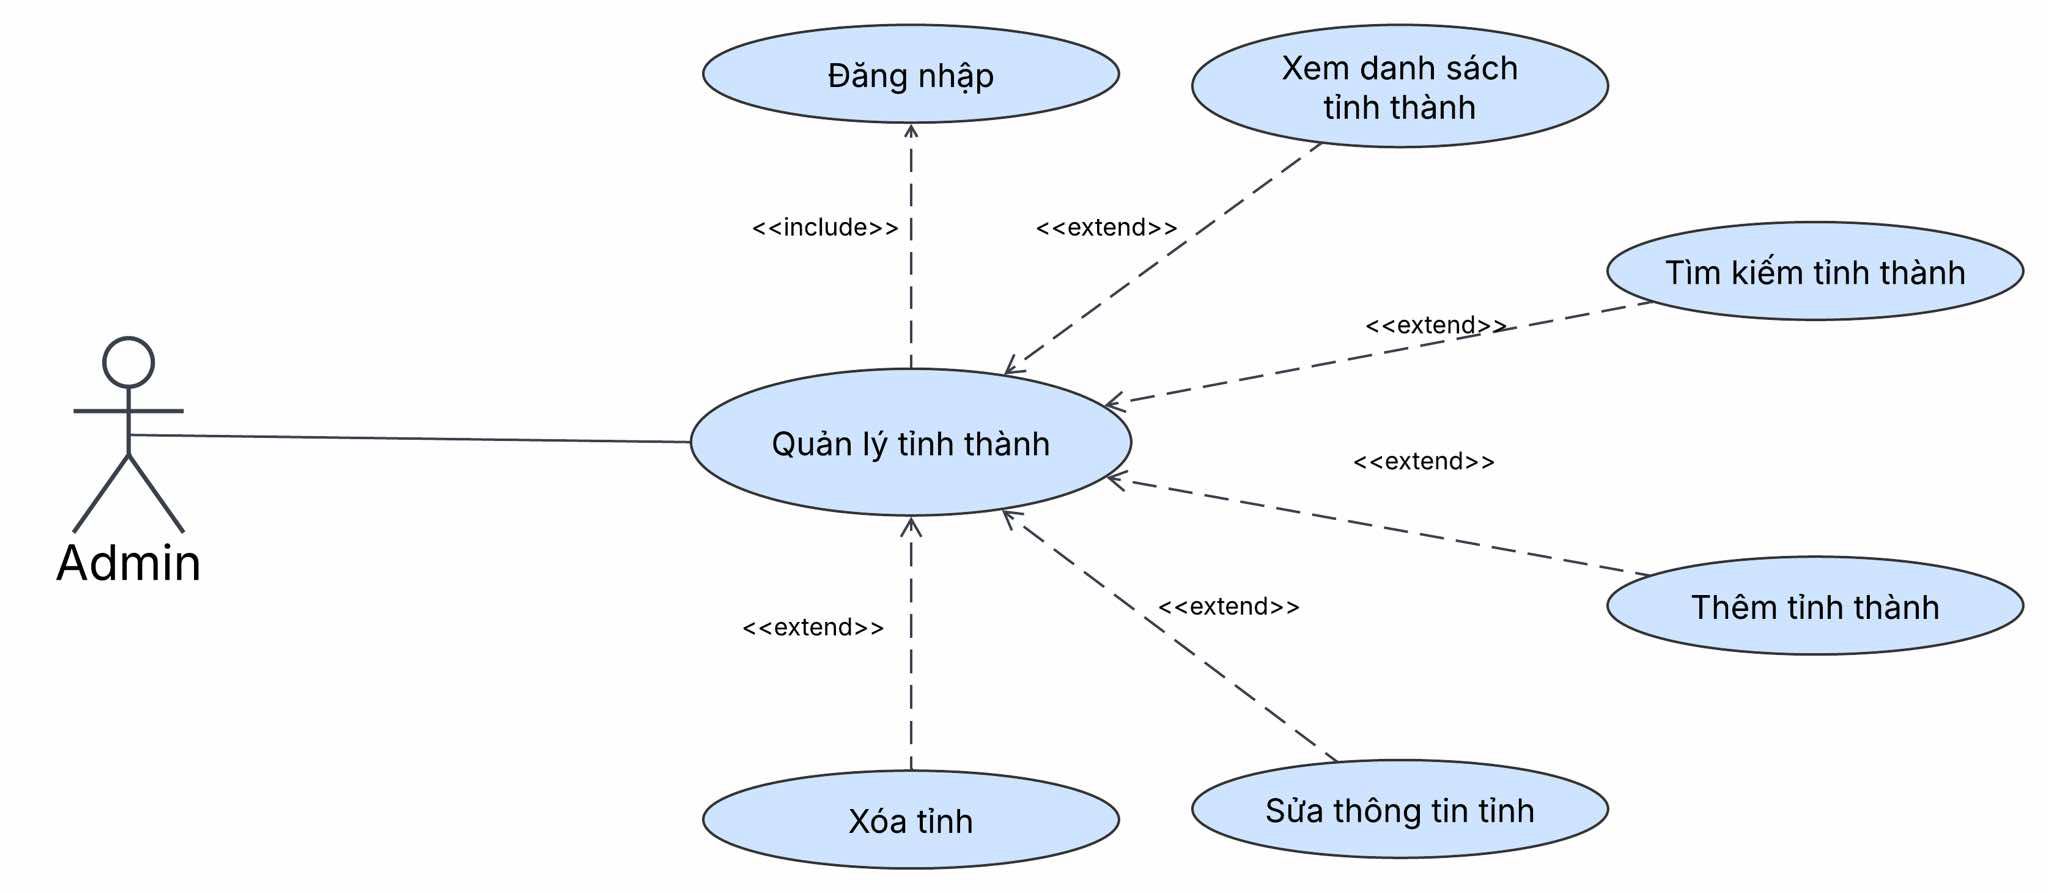 Đăng nhập
Xem danh sách
tỉnh thành
<<include>>
<<extend>>
Tìm kiếm tỉnh thành
<<extend>>
Quản lý tỉnh thành
<<extend>>
Admin
Thêm tỉnh thành
<<extend>>
<<extend>>
Xóa tỉnh
Sửa thông tin tỉnh